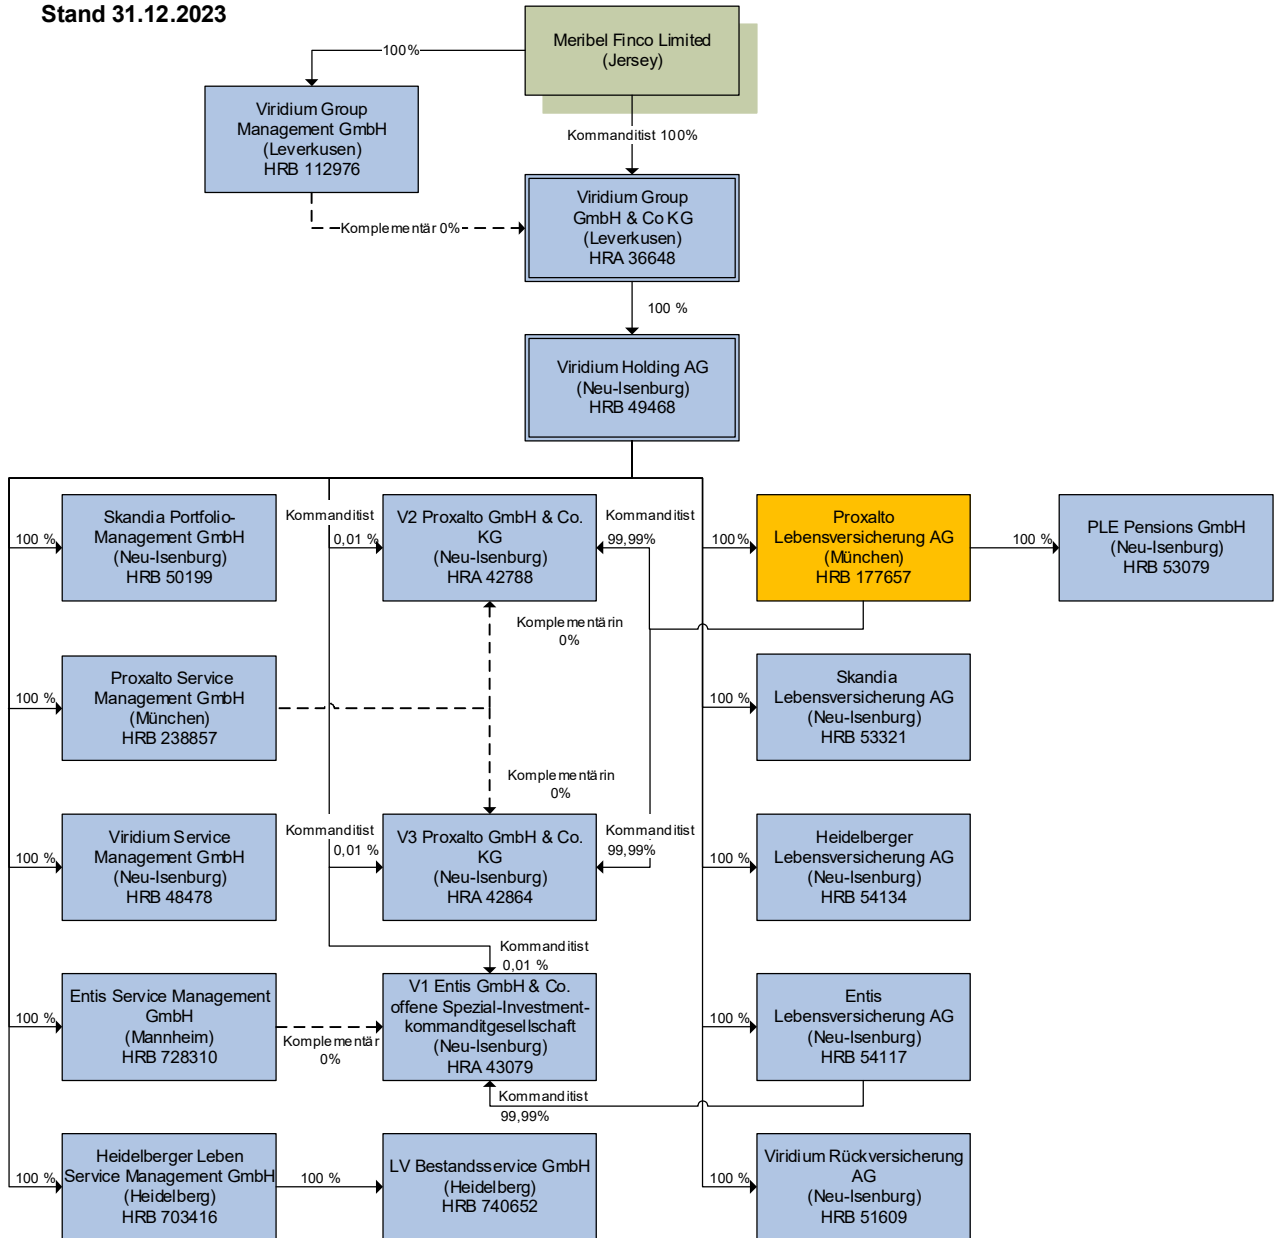 Stand 31.12.2023
Meribel Finco Limited
(Jersey)
100%
Viridium Group
Management GmbH
(Leverkusen)
HRB 112976
Kommanditist 100%
Viridium Group
GmbH & Co KG
(Leverkusen)
HRA 36648
Komplementär 0%
100 %
Viridium Holding AG
(Neu-Isenburg)
HRB 49468
100 %
Skandia Portfolio-
Management GmbH
(Neu-Isenburg)
HRB 50199
Kommanditist
0,01 %
V2 Proxalto GmbH & Co.
KG
(Neu-Isenburg)
HRA 42788
Kommanditist
99,99%
100%
Proxalto
Lebensversicherung AG
(München)
HRB 177657
100 %
PLE Pensions GmbH
(Neu-Isenburg)
HRB 53079
Komplementärin
0%
100 %
Proxalto Service
Management GmbH
(München)
HRB 238857
100 %
Skandia
Lebensversicherung AG
(Neu-Isenburg)
HRB 53321
Komplementärin
0%
100 %
Viridium Service
Management GmbH
(Neu-Isenburg)
HRB 48478
Kommanditist
0,01 %
V3 Proxalto GmbH & Co.
KG
(Neu-Isenburg)
HRA 42864
Kommanditist
99,99%
100 %
Heidelberger
Lebensversicherung AG
(Neu-Isenburg)
HRB 54134
Kommanditist
0,01 %
100 %
Entis Service Management
GmbH
(Mannheim)
HRB 728310
Komplementär
0%
V1 Entis GmbH & Co.
offene Spezial-Investment-
kommanditgesellschaft
(Neu-Isenburg)
HRA 43079
100 %
Entis
Lebensversicherung AG
(Neu-Isenburg)
HRB 54117
Kommanditist
99,99%
100 %
Heidelberger Leben
Service Management GmbH
(Heidelberg)
HRB 703416
100 %
LV Bestandsservice GmbH
(Heidelberg)
HRB 740652
100 %
Viridium Rückversicherung
AG
(Neu-Isenburg)
HRB 51609